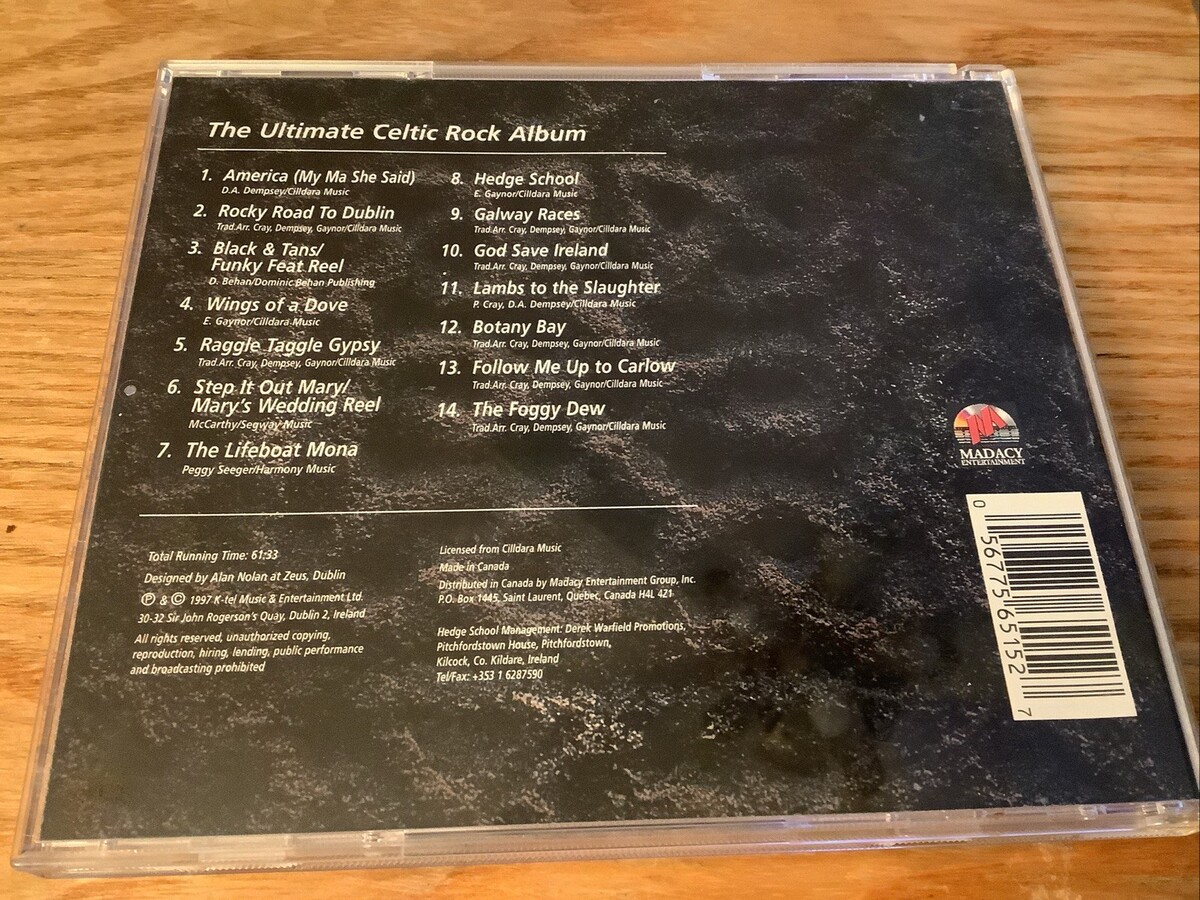 The Ultimate Celtic Rock Album
1. America (My Ma She Said)
D.A. Dempsey/Cilldara Music
2. Rocky Road To Dublin
Trad.Arr. Cray, Dempsey, Gaynor/Cilldara Music
3. Black & Tans/
Funky Feat Reel
D. Behan/Dominic Behan Publishing
4. Wings of a Dove
E. Gaynor/Cilldara Music
5. Raggle Taggle Gypsy
Trad.Arr. Cray, Dempsey, Gaynor/Cilldara Music
6. Step It Out Mary/
Mary's Wedding Reel
McCarthy/Segway Music
7. The Lifeboat Mona
Peggy Seeger/Harmony Music
8. Hedge School
E. Gaynor/Cilldara Music
9. Galway Races
Trad.Arr. Cray, Dempsey, Gaynor/Cilldara Music
10. God Save Ireland
Trad.Arr. Cray, Dempsey, Gaynor/Cilldara Music
11. Lambs to the Slaughter
P. Cray, D.A. Dempsey/Cilldara Music
12. Botany Bay
Trad.Arr. Cray, Dempsey, Gaynor/Cilldara Music
13. Follow Me Up to Carlow
Trad.Arr. Cray, Dempsey, Gaynor/Cilldara Music
14. The Foggy Dew
Trad.Arr. Cray, Dempsey, Gaynor/Cilldara Music
MADACY
ENTERTAINMENT
Total Running Time: 61:33
Designed by Alan Nolan at Zeus, Dublin
℗ & © 1997 K-tel Music & Entertainment Ltd.
30-32 Sir John Rogerson's Quay, Dublin 2, Ireland
All rights reserved, unauthorized copying,
reproduction, hiring, lending, public performance
and broadcasting prohibited
Licensed from Cilldara Music
Made in Canada
Distributed in Canada by Madacy Entertainment Group, Inc.
P.O. Box 1445, Saint Laurent, Quebec, Canada H4L 4Z1
Hedge School Management: Derek Warfield Promotions,
Pitchfordstown House, Pitchfordstown,
Kilcock, Co. Kildare, Ireland
Tel/Fax: +353 1 6287590
0 56775 65152 7